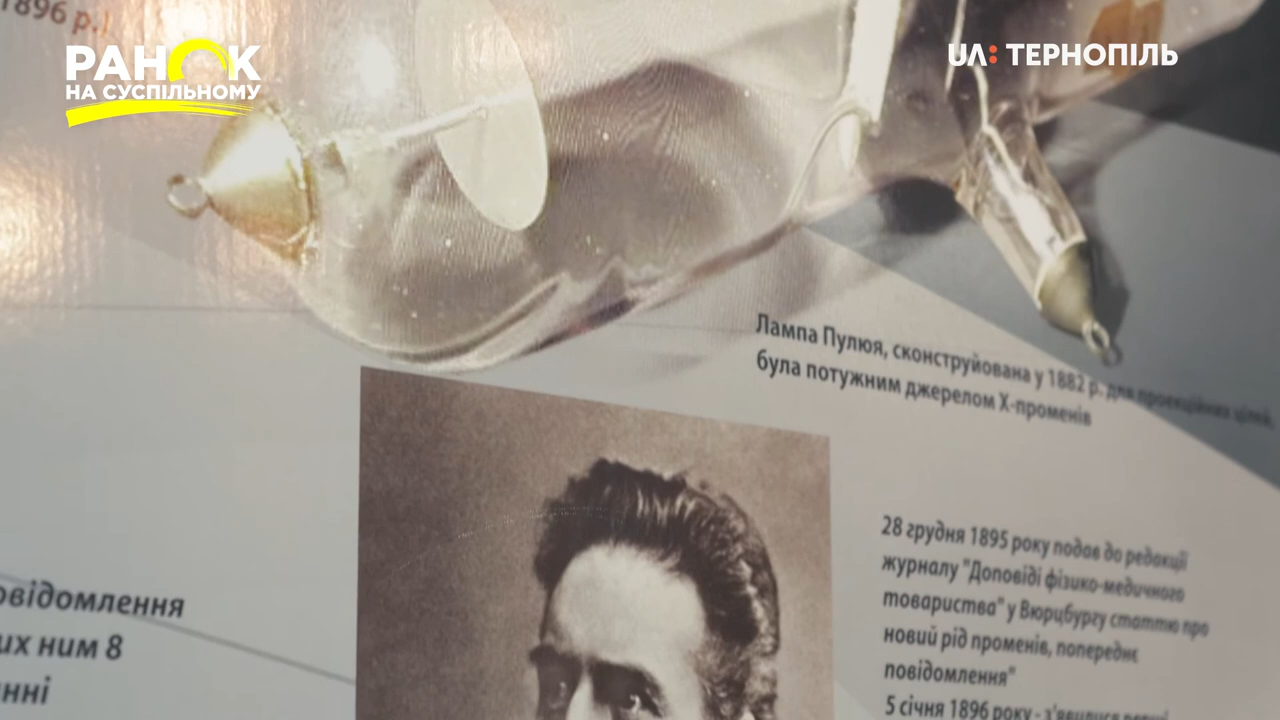 1896 р.)
РАНОК
НА СУСПІЛЬНОМУ
UA: ТЕРНОПІЛЬ
Лампа Пулюя, сконструйована у 1882 р. для проекційних цілей,
була потужним джерелом Х-променів
28 грудня 1895 року подав до редакції
журналу "Доповіді фізико-медичного
товариства" у Вюрцбургу статтю про
новий рід променів, попереднє
повідомлення"
5 січня 1896 року - з'явилися перші
овідомлення
их ним 8
нні